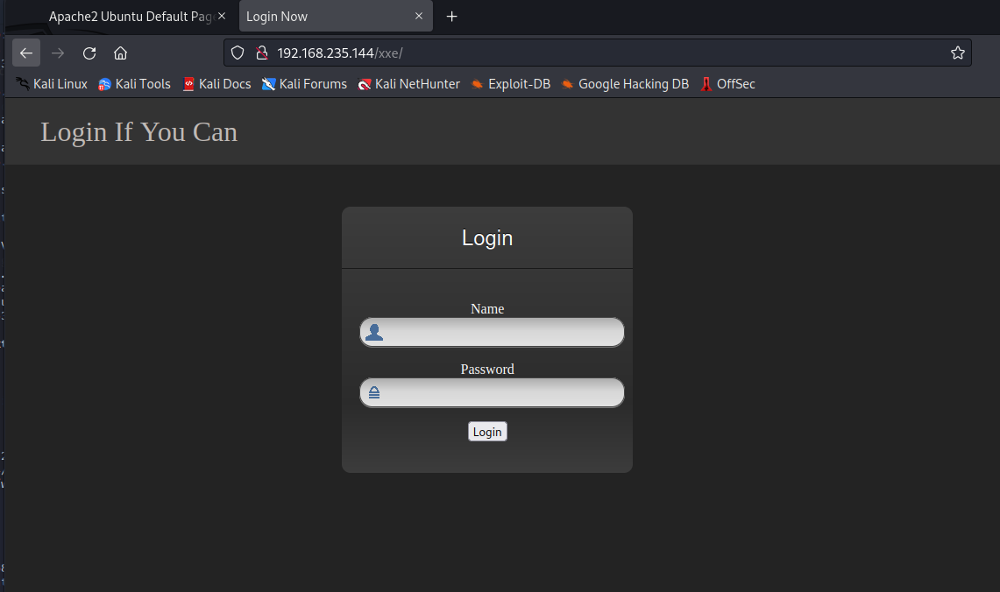 Apache2 Ubuntu Default Pag
Login Now
192.168.235.144/xxe/
Kali Linux Kali Tools Kali Docs Kali Forums Kali NetHunter Exploit-DB Google Hacking DB OffSec
Login If You Can
Login
Name
Password
Login